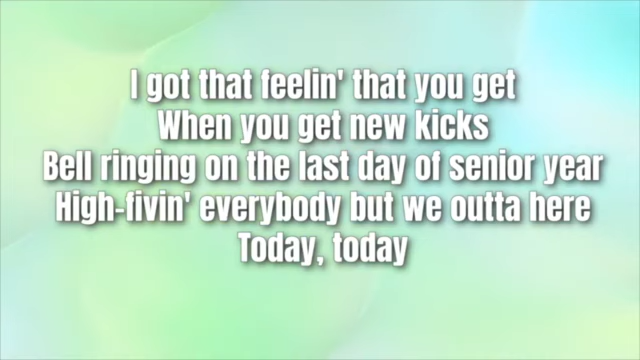 I got that feelin' that you get
When you get new kicks
Bell ringing on the last day of senior year
High-fivin' everybody but we outta here
Today, today